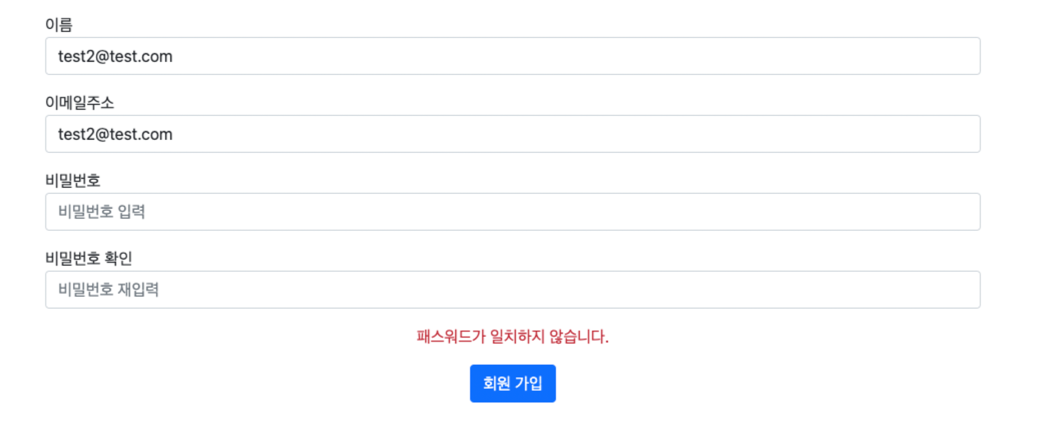 이름
test2@test.com
이메일주소
test2@test.com
비밀번호
비밀번호 입력
비밀번호 확인
비밀번호 재입력
패스워드가 일치하지 않습니다.
회원 가입